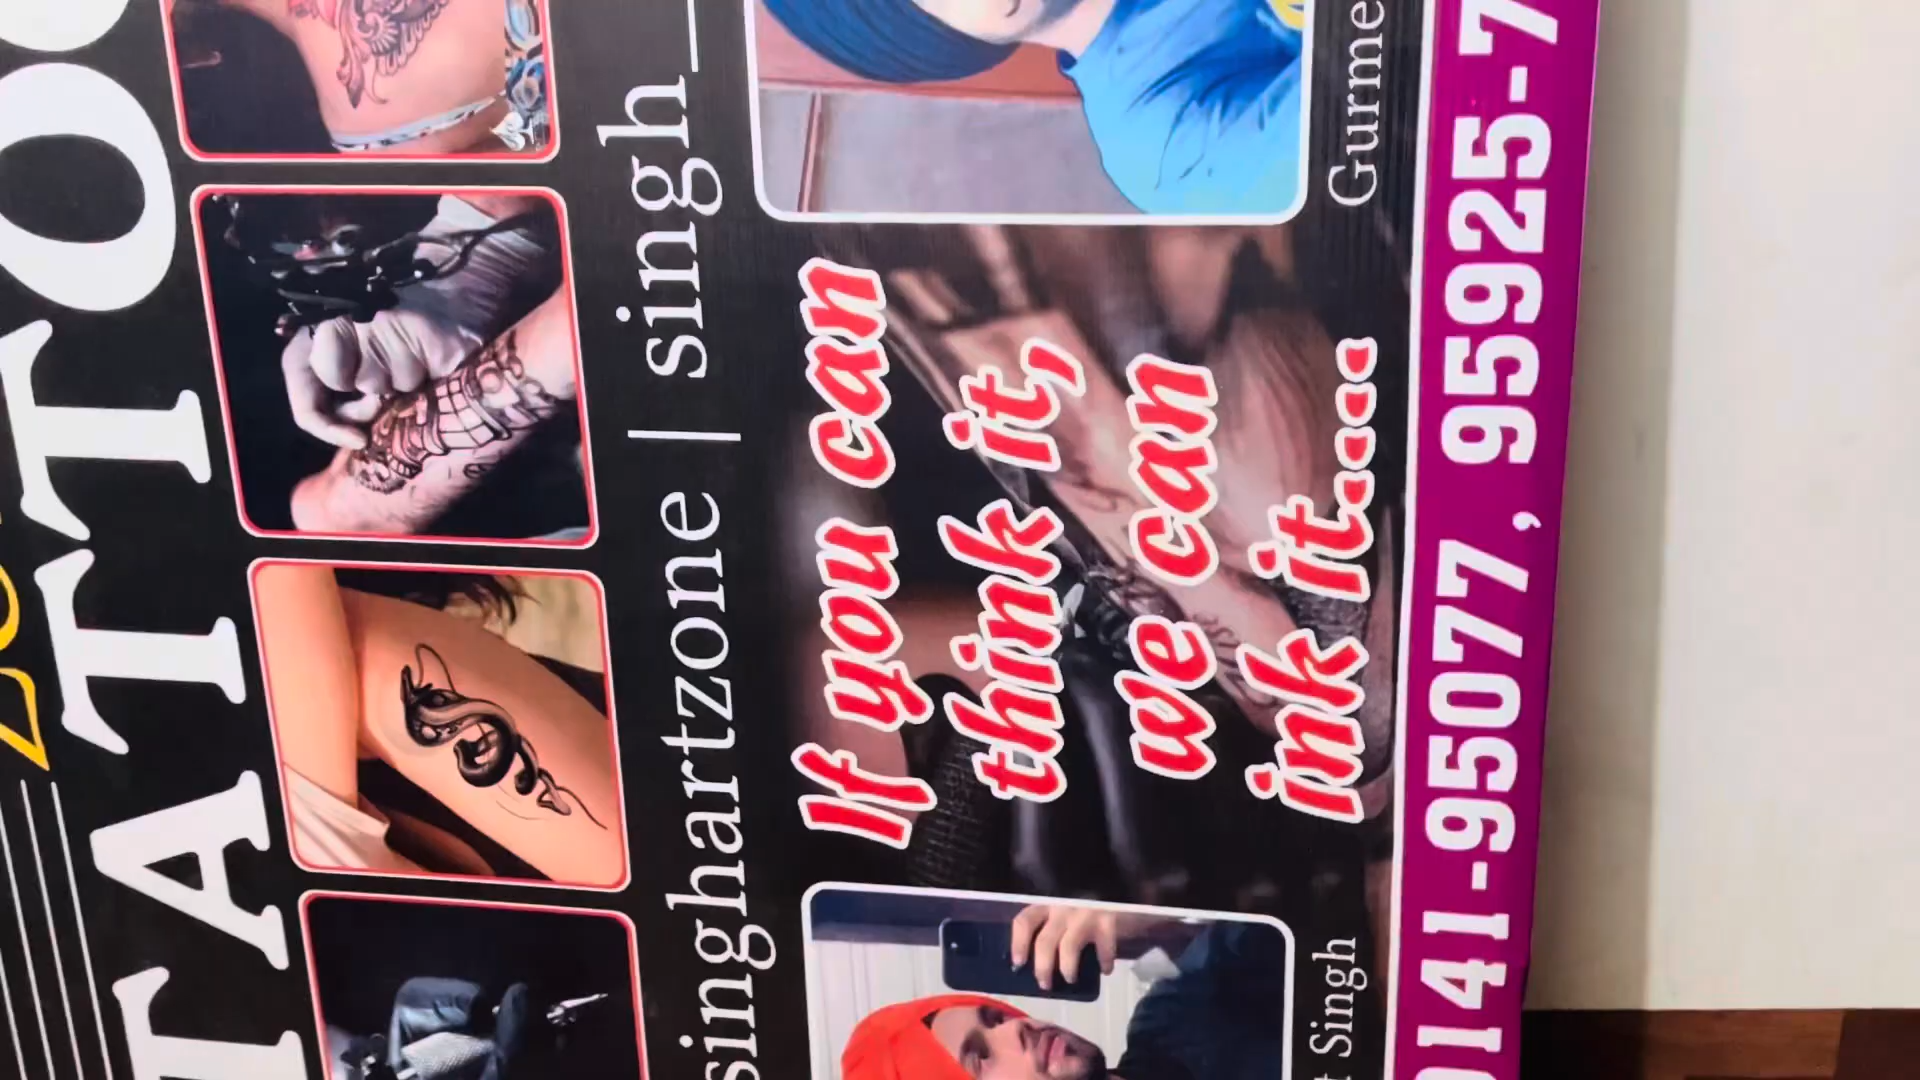 TATTOO
singhartzone | singh_
If you can
think it,
we can
ink it....
Singh
Gurme
0141-95077, 95925-7